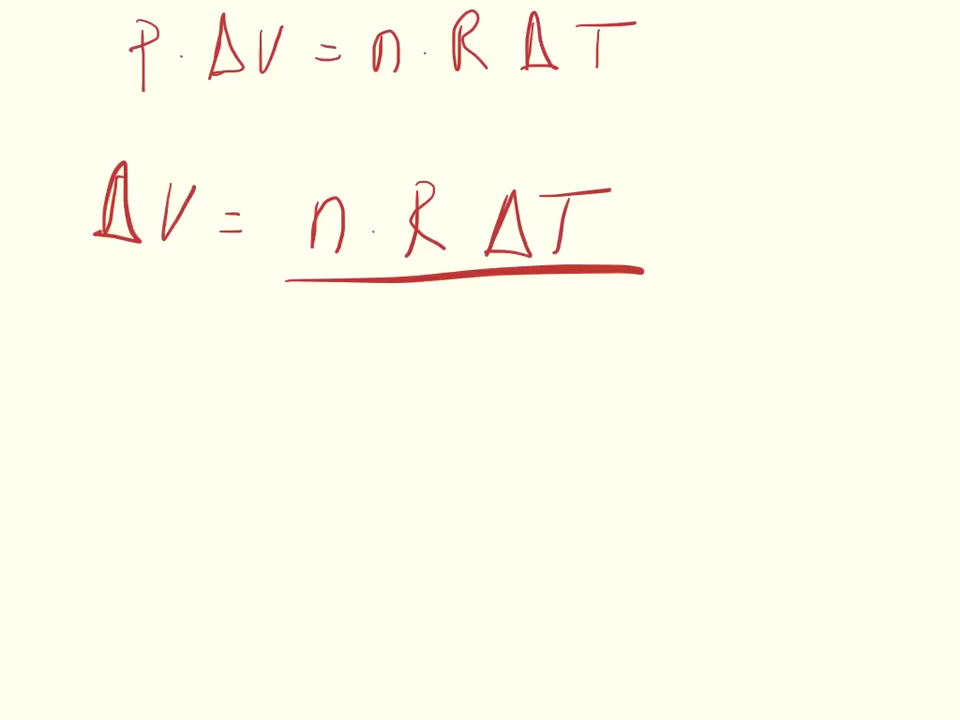 P · ΔV = n · R ΔT
ΔV = n · R ΔT